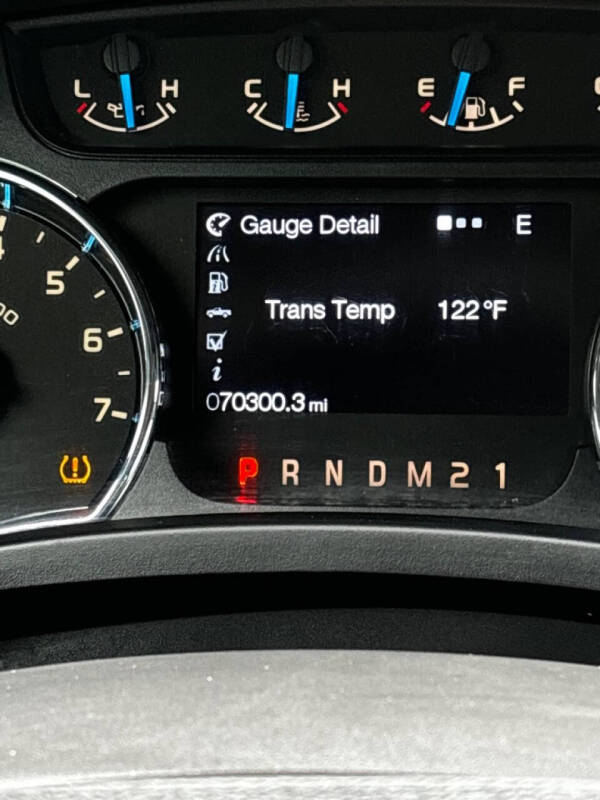 L H C H E F
Gauge Detail E
5
Trans Temp 122°F
6
070300.3 mi
7
P R N D M 2 1